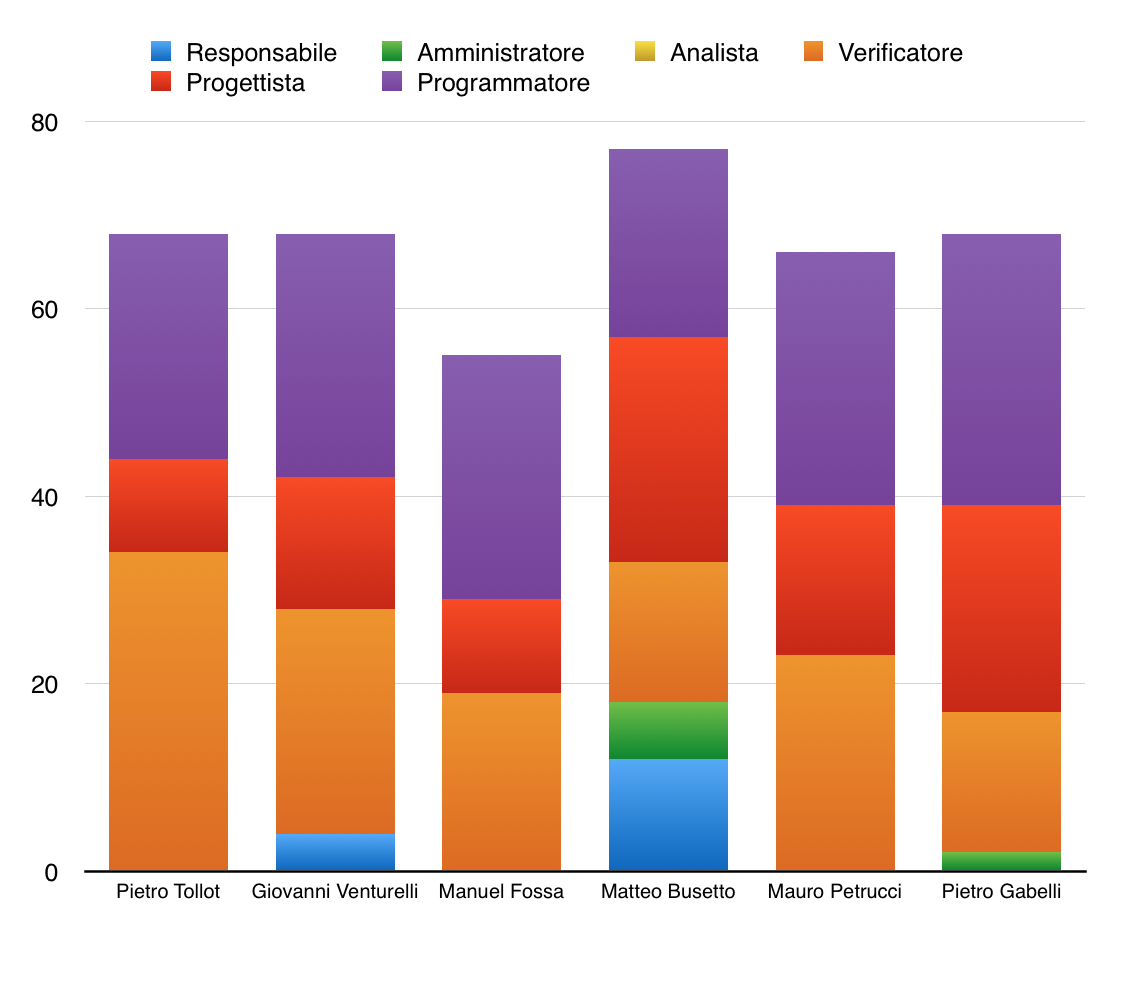 Responsabile Amministratore Analista Verificatore
Progettista Programmatore
80
60
40
20
0
Pietro Tollot Giovanni Venturelli Manuel Fossa Matteo Busetto Mauro Petrucci Pietro Gabelli